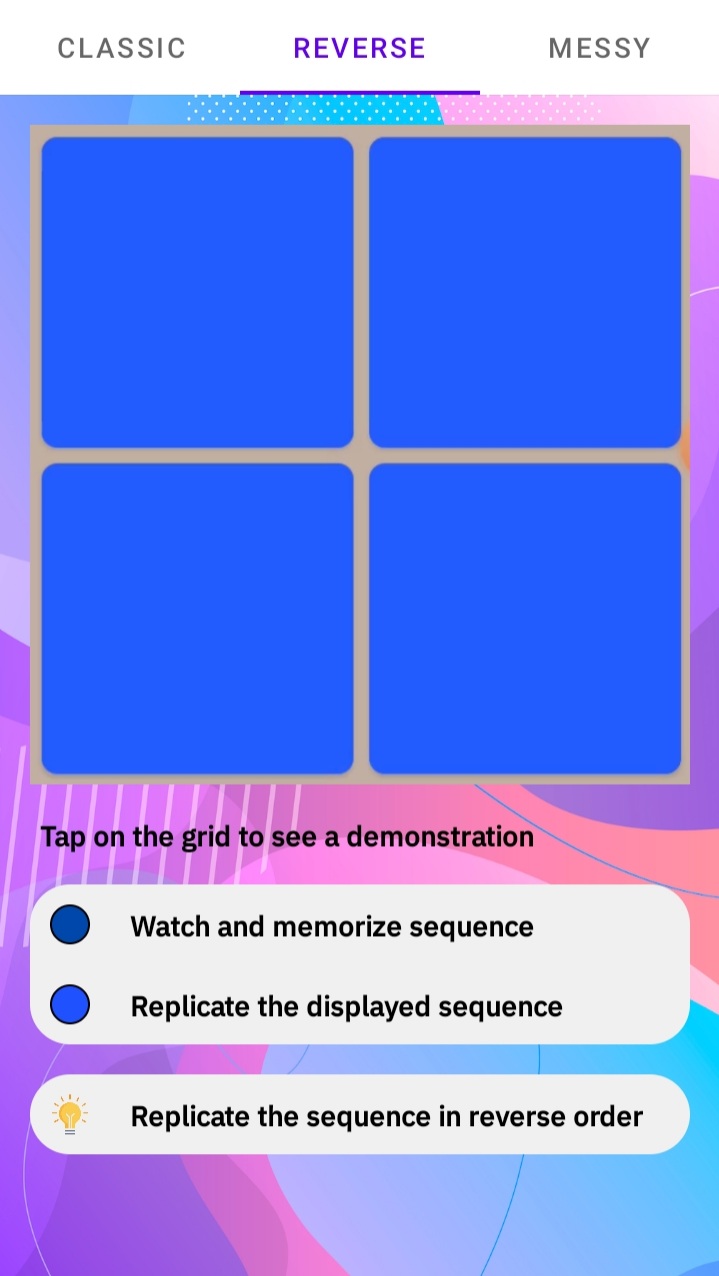 CLASSIC REVERSE MESSY
Tap on the grid to see a demonstration
Watch and memorize sequence
Replicate the displayed sequence
Replicate the sequence in reverse order